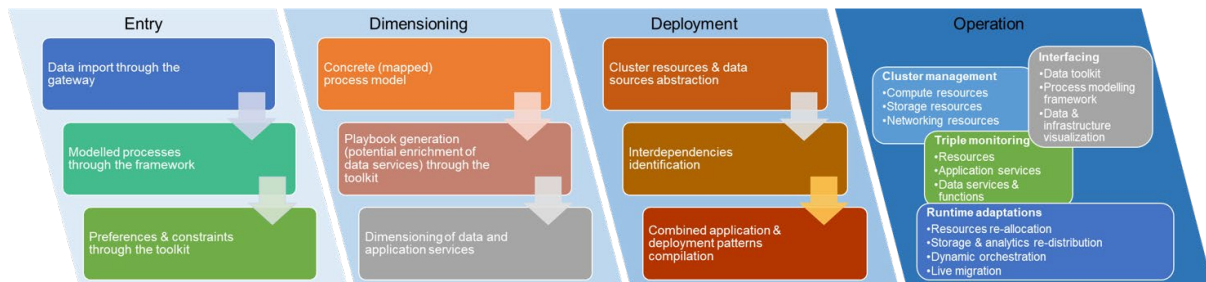 Entry
Data import through the
gateway
Modelled processes
through the framework
Preferences & constraints
through the toolkit
Dimensioning
Concrete (mapped)
process model
Playbook generation
(potential enrichment of
data services) through the
toolkit
Dimensioning of data and
application services
Deployment
Cluster resources & data
sources abstraction
Interdependencies
identification
Combined application &
deployment patterns
compilation
Operation
Cluster management
•Compute resources
•Storage resources
•Networking resources
Interfacing
•Data toolkit
•Process modelling
framework
•Data &
infrastructure
visualization
Triple monitoring
•Resources
•Application services
•Data services &
functions
Runtime adaptations
•Resources re-allocation
•Storage & analytics re-distribution
•Dynamic orchestration
•Live migration